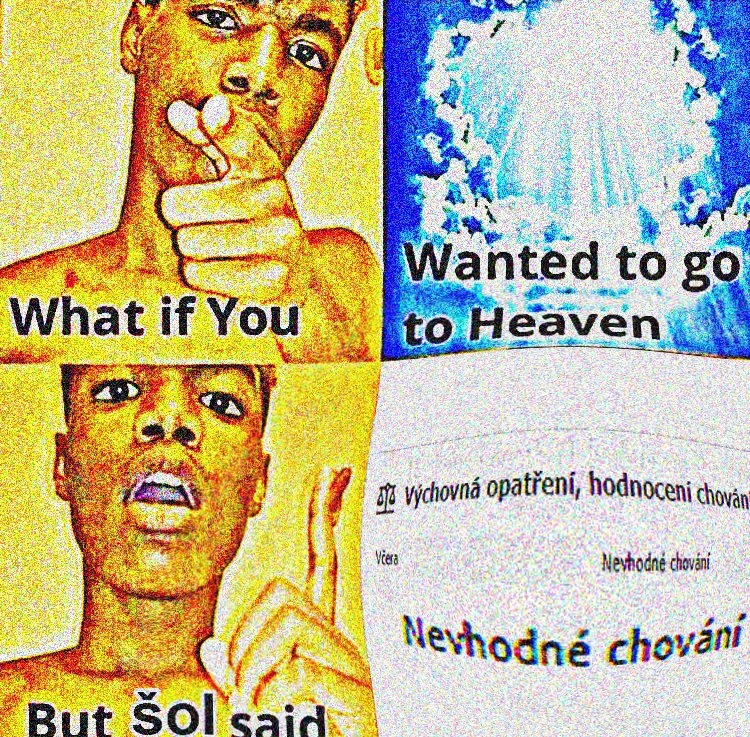 What if You
Wanted to go
to Heaven
But šol said
Výchovná opatření, hodnocení chován
Včera
Nevhodné chování
Nevhodné chování